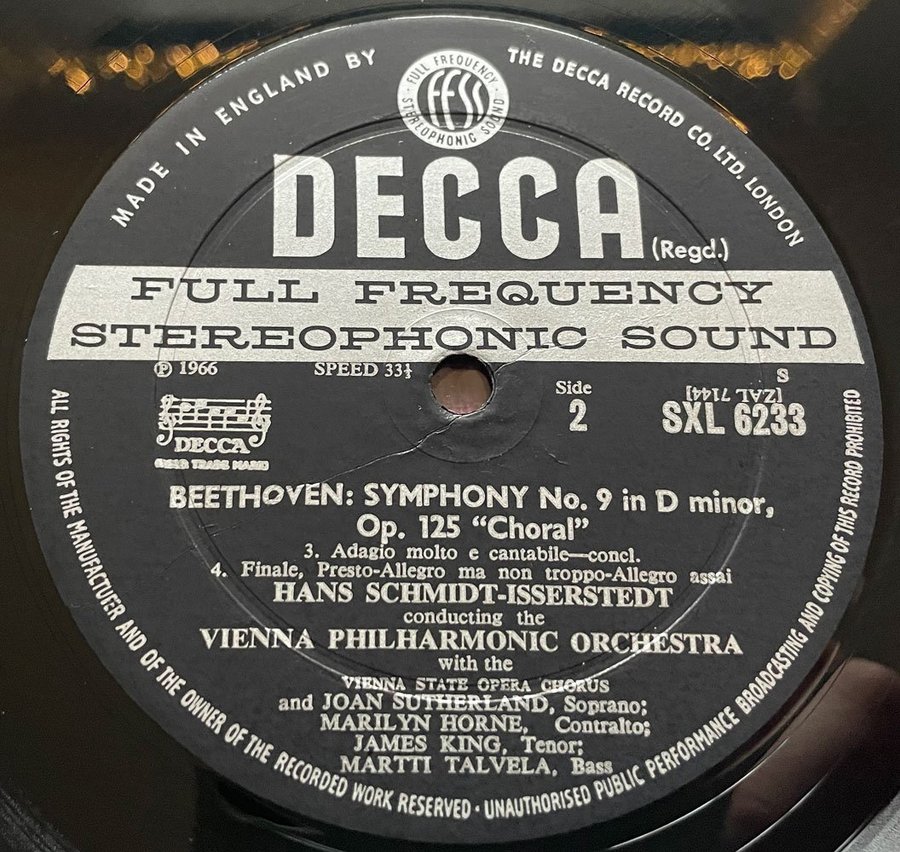 MADE IN ENGLAND BY
THE DECCA RECORD CO. LTD. LONDON
FULL FREQUENCY
FFSS
STEREOPHONIC SOUND
DECCA (Regd.)
FULL FREQUENCY
STEREOPHONIC SOUND
℗ 1966
SPEED 33⅓
S
[ZAL 7144]
Side
2
SXL 6233
DECCA
(REGD TRADE MARK)
BEETHOVEN: SYMPHONY No. 9 in D minor,
Op. 125 "Choral"
3. Adagio molto e cantabile—concl.
4. Finale, Presto-Allegro ma non troppo-Allegro assai
HANS SCHMIDT-ISSERSTEDT
conducting the
VIENNA PHILHARMONIC ORCHESTRA
with the
VIENNA STATE OPERA CHORUS
and JOAN SUTHERLAND, Soprano;
MARILYN HORNE, Contralto;
JAMES KING, Tenor;
MARTTI TALVELA, Bass
ALL RIGHTS OF THE MANUFACTURER AND OF THE OWNER OF THE RECORDED WORK RESERVED · UNAUTHORISED PUBLIC PERFORMANCE BROADCASTING AND COPYING OF THIS RECORD PROHIBITED